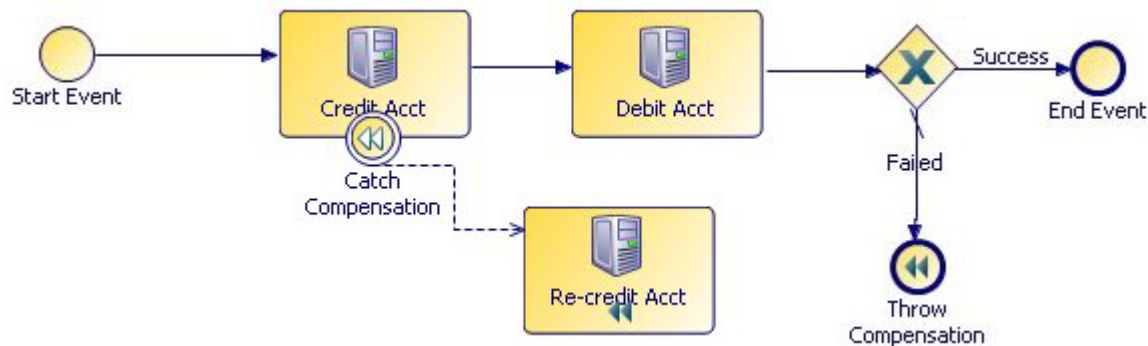 Start Event
Credit Acct
Catch
Compensation
Debit Acct
Re-credit Acct
Success
End Event
Failed
Throw
Compensation